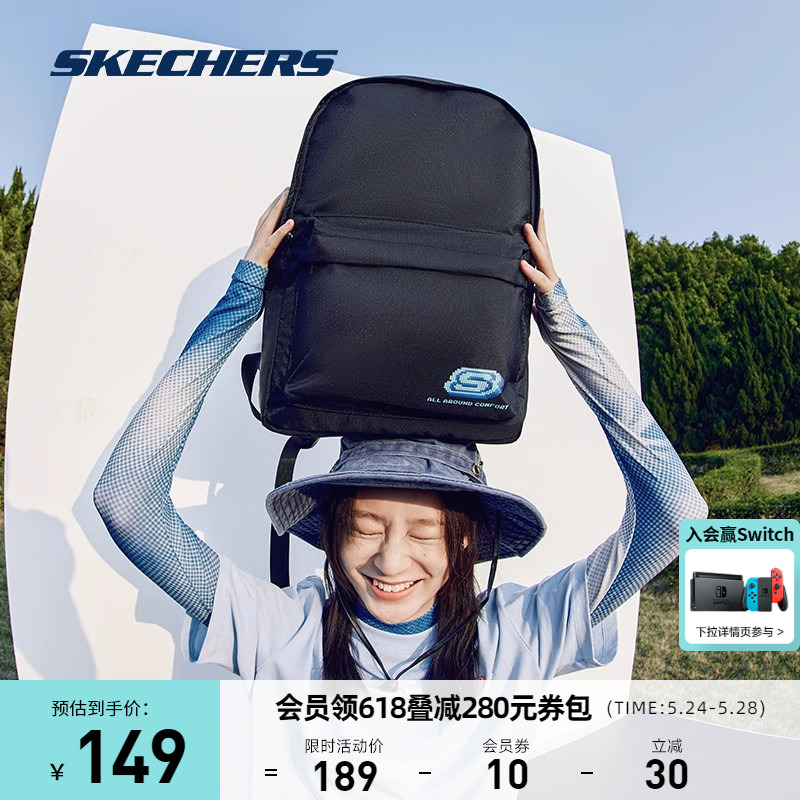 SKECHERS
S
ALL AROUND COMFORT
入会赢Switch
下拉详情页参与 >
预估到手价：
¥ 149
会员领618叠减280元券包 (TIME:5.24-5.28)
限时活动价 会员券 立减
= 189 - 10 - 30